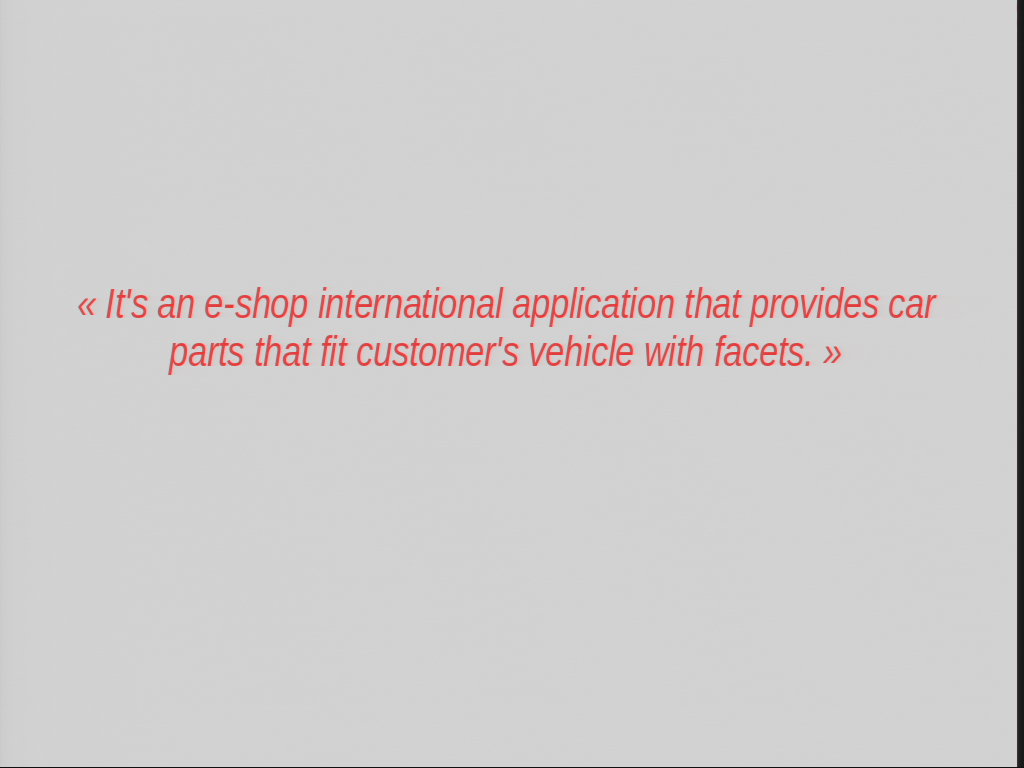 « It's an e-shop international application that provides car
parts that fit customer's vehicle with facets. »